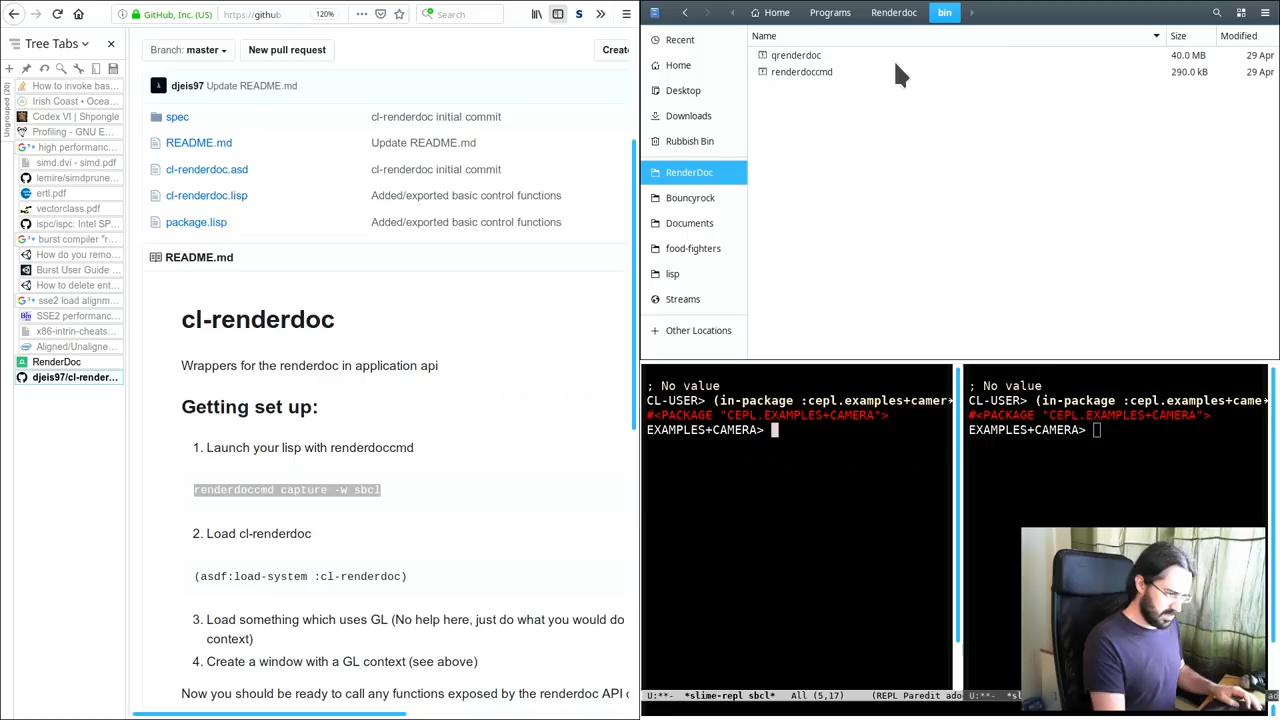 GitHub, Inc. (US)
https://github
120%
Search
Tree Tabs
Ungrouped (20)
How to invoke bas...
Irish Coast • Ocea...
Codex VI | Shpongle
Profiling - GNU E...
high performanc...
simd.dvi - simd.pdf
lemire/simdprune...
ertl.pdf
vectorclass.pdf
ispc/ispc: Intel SP...
burst compiler "r...
How do you remo...
Burst User Guide ...
How to delete ent...
sse2 load alignm...
SSE2 performanc...
x86-intrin-cheats...
Aligned/Unaligne...
RenderDoc
djeis97/cl-render...
Branch: master
New pull request
Create
djeis97 Update README.md
spec cl-renderdoc initial commit
README.md Update README.md
cl-renderdoc.asd cl-renderdoc initial commit
cl-renderdoc.lisp Added/exported basic control functions
package.lisp Added/exported basic control functions
README.md
cl-renderdoc
Wrappers for the renderdoc in application api
Getting set up:
1. Launch your lisp with renderdoccmd
renderdoccmd capture -w sbcl
2. Load cl-renderdoc
(asdf:load-system :cl-renderdoc)
3. Load something which uses GL (No help here, just do what you would do
context)
4. Create a window with a GL context (see above)
Now you should be ready to call any functions exposed by the renderdoc API
Home Programs Renderdoc bin
Recent
Home
Desktop
Downloads
Rubbish Bin
RenderDoc
Bouncyrock
Documents
food-fighters
lisp
Streams
Other Locations
Name Size Modified
qrenderdoc 40.0 MB 29 Apr
renderdoccmd 290.0 kB 29 Apr
; No value
CL-USER> (in-package :cepl.examples+camer
#<PACKAGE "CEPL.EXAMPLES+CAMERA">
EXAMPLES+CAMERA>
U:**- *slime-repl sbcl* All (5,17) (REPL Paredit ado
; No value
CL-USER> (in-package :cepl.examples+came
#<PACKAGE "CEPL.EXAMPLES+CAMERA">
EXAMPLES+CAMERA>
U:**- *sl